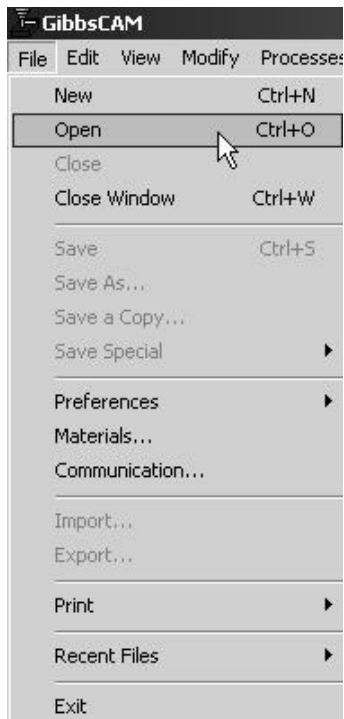 GibbsCAM
File Edit View Modify Processes
New Ctrl+N
Open Ctrl+O
Close
Close Window Ctrl+W
Save Ctrl+S
Save As...
Save a Copy...
Save Special
Preferences
Materials...
Communication...
Import...
Export...
Print
Recent Files
Exit